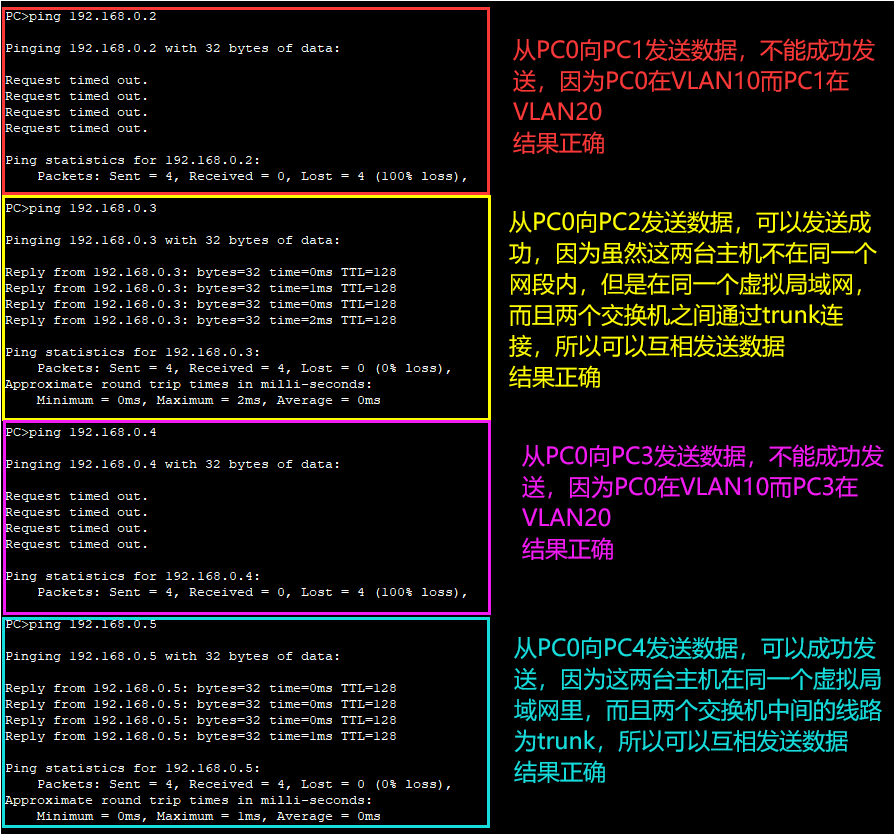 PC>ping 192.168.0.2
Pinging 192.168.0.2 with 32 bytes of data:
Request timed out.
Request timed out.
Request timed out.
Request timed out.
Ping statistics for 192.168.0.2:
Packets: Sent = 4, Received = 0, Lost = 4 (100% loss),
从PC0向PC1发送数据，不能成功发
送，因为PC0在VLAN10而PC1在
VLAN20
结果正确
PC>ping 192.168.0.3
Pinging 192.168.0.3 with 32 bytes of data:
Reply from 192.168.0.3: bytes=32 time=0ms TTL=128
Reply from 192.168.0.3: bytes=32 time=1ms TTL=128
Reply from 192.168.0.3: bytes=32 time=0ms TTL=128
Reply from 192.168.0.3: bytes=32 time=2ms TTL=128
Ping statistics for 192.168.0.3:
Packets: Sent = 4, Received = 4, Lost = 0 (0% loss),
Approximate round trip times in milli-seconds:
Minimum = 0ms, Maximum = 2ms, Average = 0ms
从PC0向PC2发送数据，可以发送成
功，因为虽然这两台主机不在同一个
网段内，但是在同一个虚拟局域网，
而且两个交换机之间通过trunk连
接，所以可以互相发送数据
结果正确
PC>ping 192.168.0.4
Pinging 192.168.0.4 with 32 bytes of data:
Request timed out.
Request timed out.
Request timed out.
Request timed out.
Ping statistics for 192.168.0.4:
Packets: Sent = 4, Received = 0, Lost = 4 (100% loss),
从PC0向PC3发送数据，不能成功发
送，因为PC0在VLAN10而PC3在
VLAN20
结果正确
PC>ping 192.168.0.5
Pinging 192.168.0.5 with 32 bytes of data:
Reply from 192.168.0.5: bytes=32 time=0ms TTL=128
Reply from 192.168.0.5: bytes=32 time=0ms TTL=128
Reply from 192.168.0.5: bytes=32 time=0ms TTL=128
Reply from 192.168.0.5: bytes=32 time=1ms TTL=128
Ping statistics for 192.168.0.5:
Packets: Sent = 4, Received = 4, Lost = 0 (0% loss),
Approximate round trip times in milli-seconds:
Minimum = 0ms, Maximum = 1ms, Average = 0ms
从PC0向PC4发送数据，可以成功发
送，因为这两台主机在同一个虚拟局
域网里，而且两个交换机中间的线路
为trunk，所以可以互相发送数据
结果正确